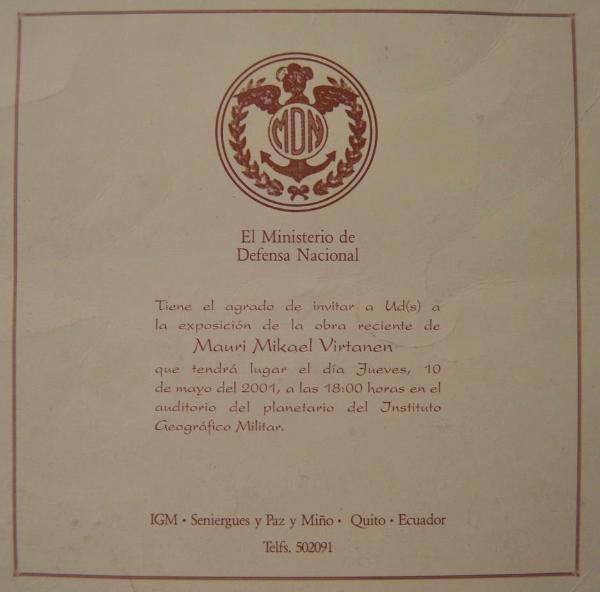 MDN
El Ministerio de
Defensa Nacional
Tiene el agrado de invitar a Ud(s) a
la exposición de la obra reciente de
Mauri Mikael Virtanen
que tendrá lugar el día Jueves, 10
de mayo del 2001, a las 18:00 horas en el
auditorio del planetario del Instituto
Geográfico Militar.
IGM · Seniergues y Paz y Miño · Quito · Ecuador
Telfs. 502091